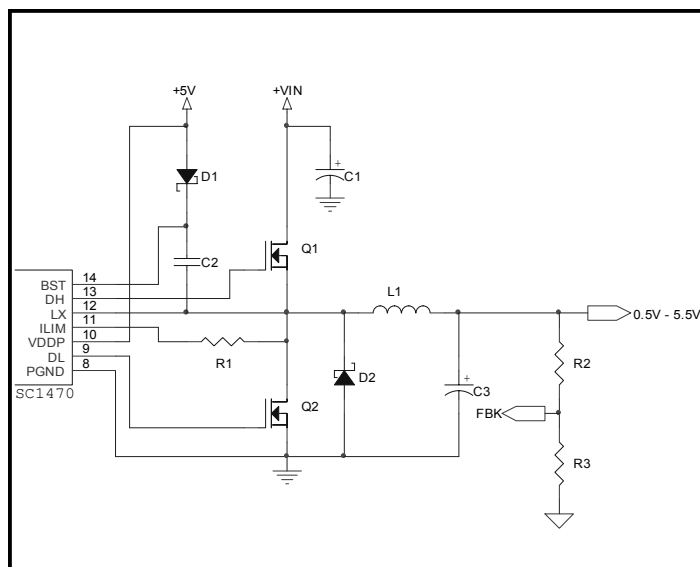 +5V
+VIN
D1
C1
Q1
C2
14
BST
13
DH
12
LX
11
ILIM
10
VDDP
9
DL
8
PGND
SC1470
L1
0.5V - 5.5V
R1
D2
C3
R2
Q2
FBK
R3
+
+